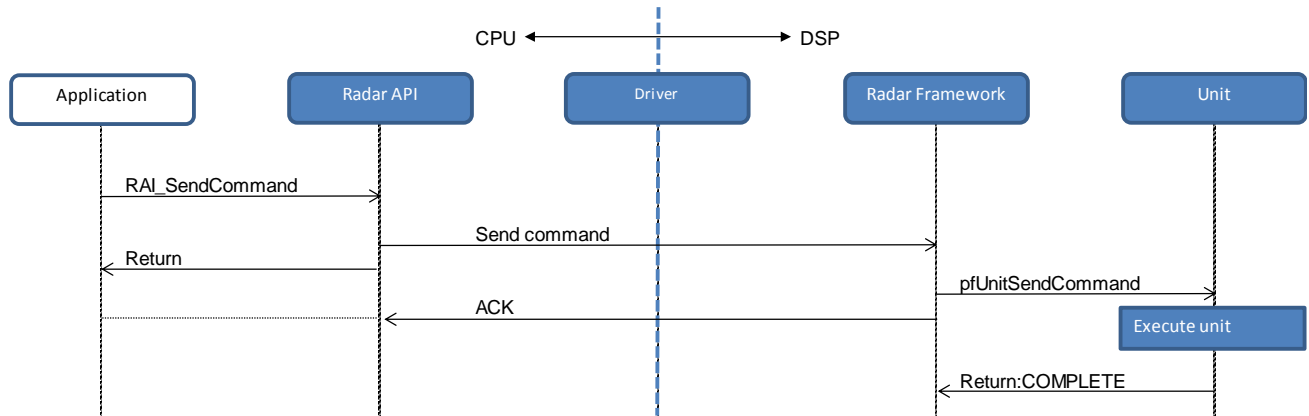 CPU
DSP
Application
Radar API
Driver
Radar Framework
Unit
RAI_SendCommand
Send command
Return
pfUnitSendCommand
ACK
Execute unit
Return:COMPLETE